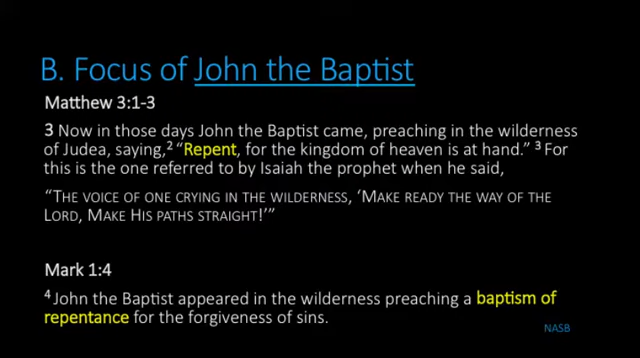 B. Focus of John the Baptist
Matthew 3:1-3
3 Now in those days John the Baptist came, preaching in the wilderness
of Judea, saying,² “Repent, for the kingdom of heaven is at hand.” ³ For
this is the one referred to by Isaiah the prophet when he said,
“THE VOICE OF ONE CRYING IN THE WILDERNESS, ‘MAKE READY THE WAY OF THE
LORD, MAKE HIS PATHS STRAIGHT!’”
Mark 1:4
⁴ John the Baptist appeared in the wilderness preaching a baptism of
repentance for the forgiveness of sins.
NASB